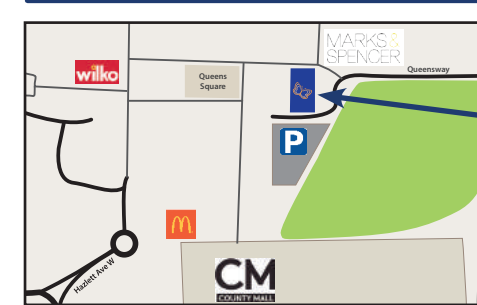 MARKS&
SPENCER
Queensway
wilko
Queens
Square
P
M
Hazlett Ave W
CM
COUNTY MALL